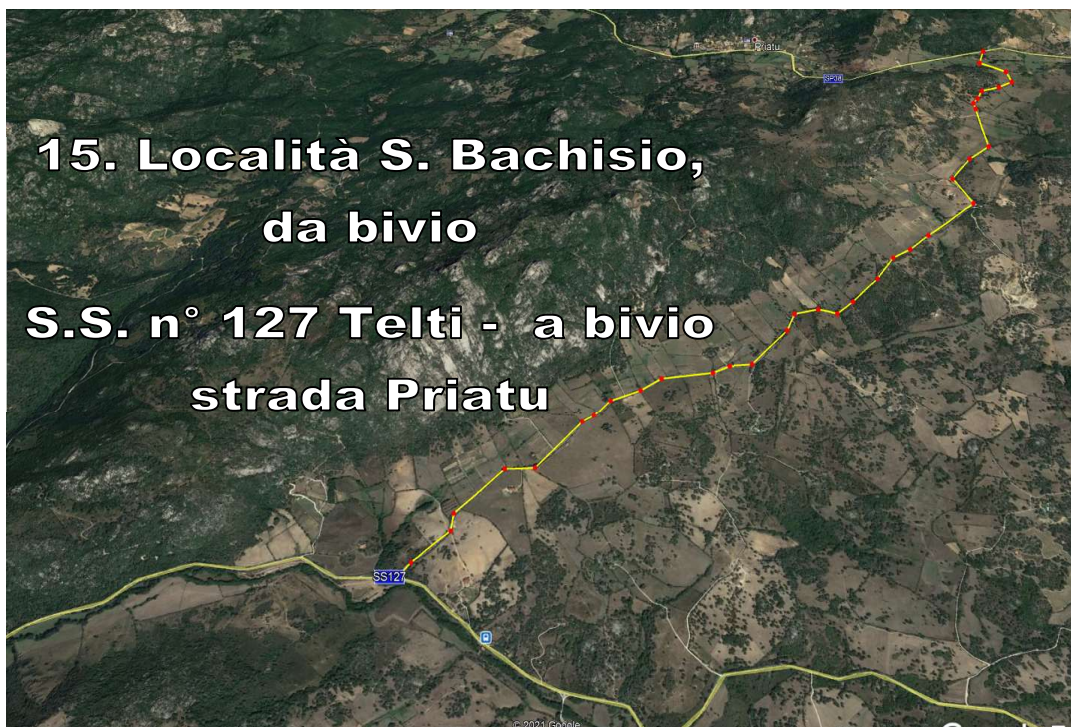 Priatu
SP38
15. Località S. Bachisio,
da bivio
S.S. n° 127 Telti - a bivio
strada Priatu
SS127
© 2021 Google